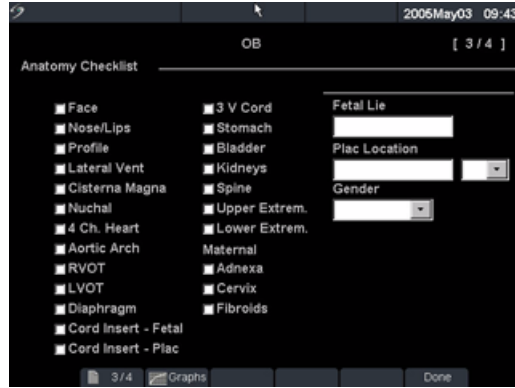 2005May03 09:43
OB
[ 3/4 ]
Anatomy Checklist
Face
Nose/Lips
Profile
Lateral Vent
Cisterna Magna
Nuchal
4 Ch. Heart
Aortic Arch
RVOT
LVOT
Diaphragm
Cord Insert - Fetal
Cord Insert - Plac
3 V Cord
Stomach
Bladder
Kidneys
Spine
Upper Extrem.
Lower Extrem.
Maternal
Adnexa
Cervix
Fibroids
Fetal Lie
Plac Location
Gender
3/4
Graphs
Done